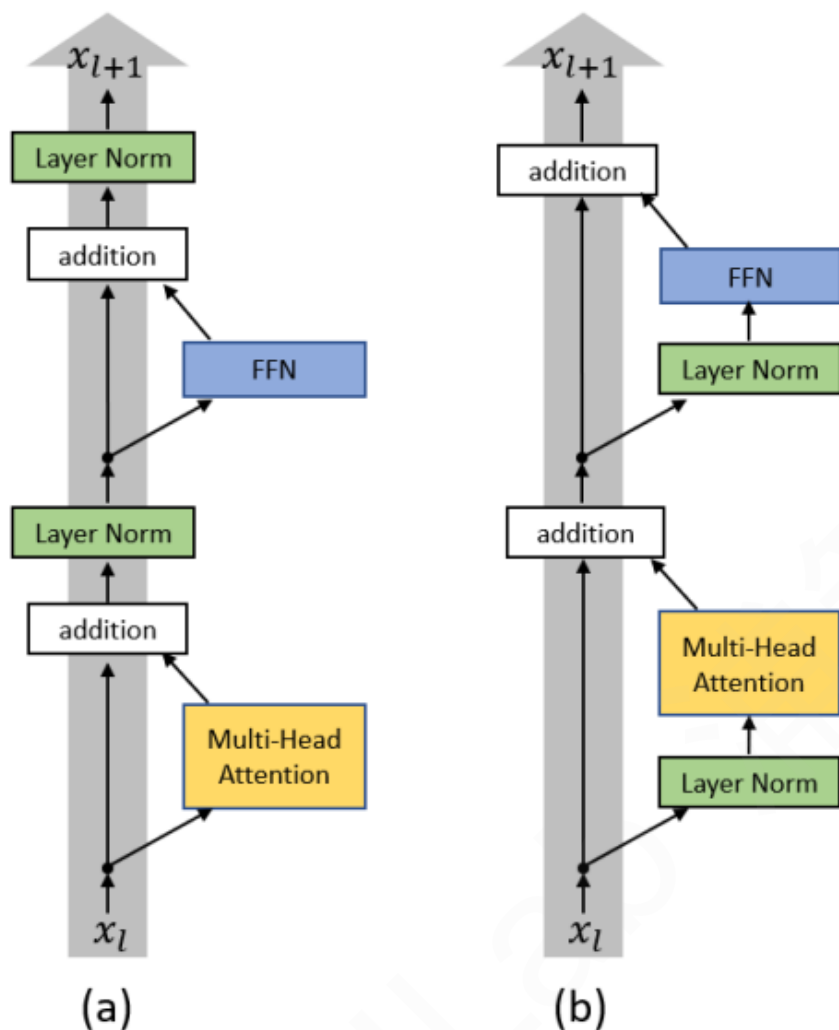 x_{l+1}
Layer Norm
addition
FFN
Layer Norm
addition
Multi-Head
Attention
x_l
(a)
x_{l+1}
addition
FFN
Layer Norm
addition
Multi-Head
Attention
Layer Norm
x_l
(b)